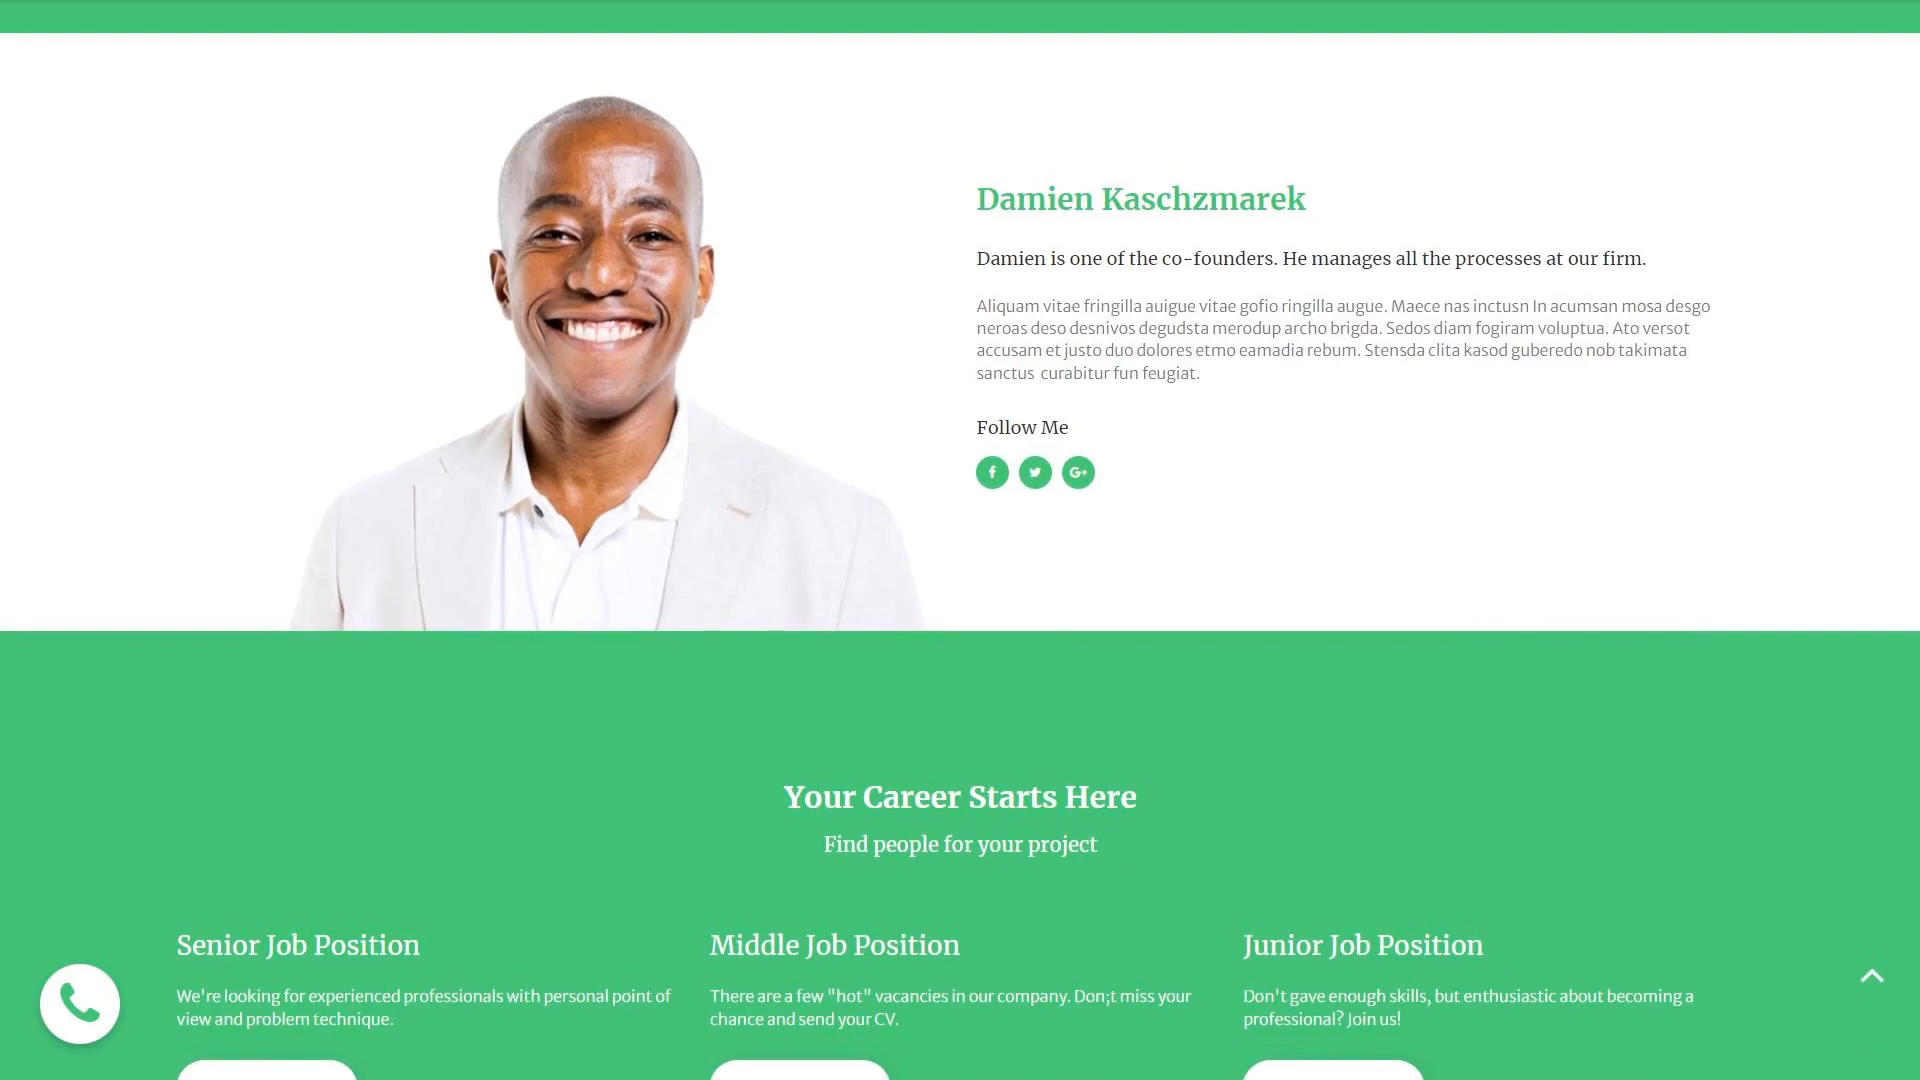 Damien Kaschzmarek
Damien is one of the co-founders. He manages all the processes at our firm.
Aliquam vitae fringilla auigue vitae gofio ringilla augue. Maece nas inctusn In acumsan mosa desgo
neroas deso desnivos degudsta merodup archo brigda. Sedos diam fogiram voluptua. Ato versot
accusam et justo duo dolores etmo eamadia rebum. Stensda clita kasod guberedo nob takimata
sanctus curabitur fun feugiat.
Follow Me
Your Career Starts Here
Find people for your project
Senior Job Position
We're looking for experienced professionals with personal point of
view and problem technique.
Middle Job Position
There are a few "hot" vacancies in our company. Don;t miss your
chance and send your CV.
Junior Job Position
Don't gave enough skills, but enthusiastic about becoming a
professional? Join us!